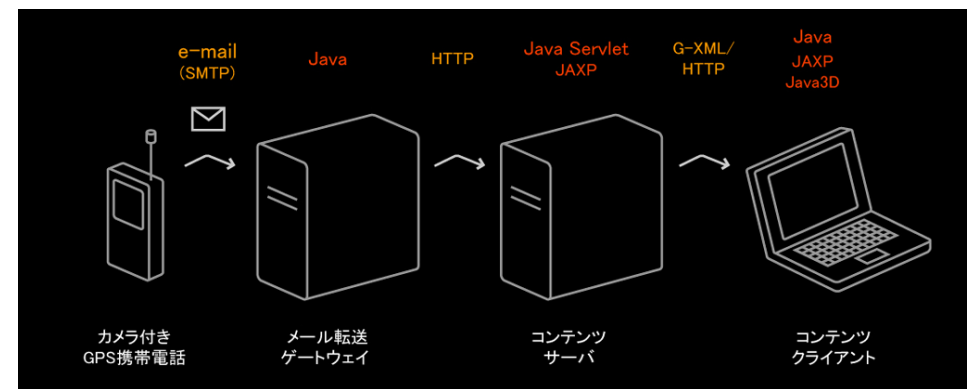 e-mail
(SMTP)
Java
HTTP
Java Servlet
JAXP
G-XML/
HTTP
Java
JAXP
Java3D
カメラ付き
GPS携帯電話
メール転送
ゲートウェイ
コンテンツ
サーバ
コンテンツ
クライアント